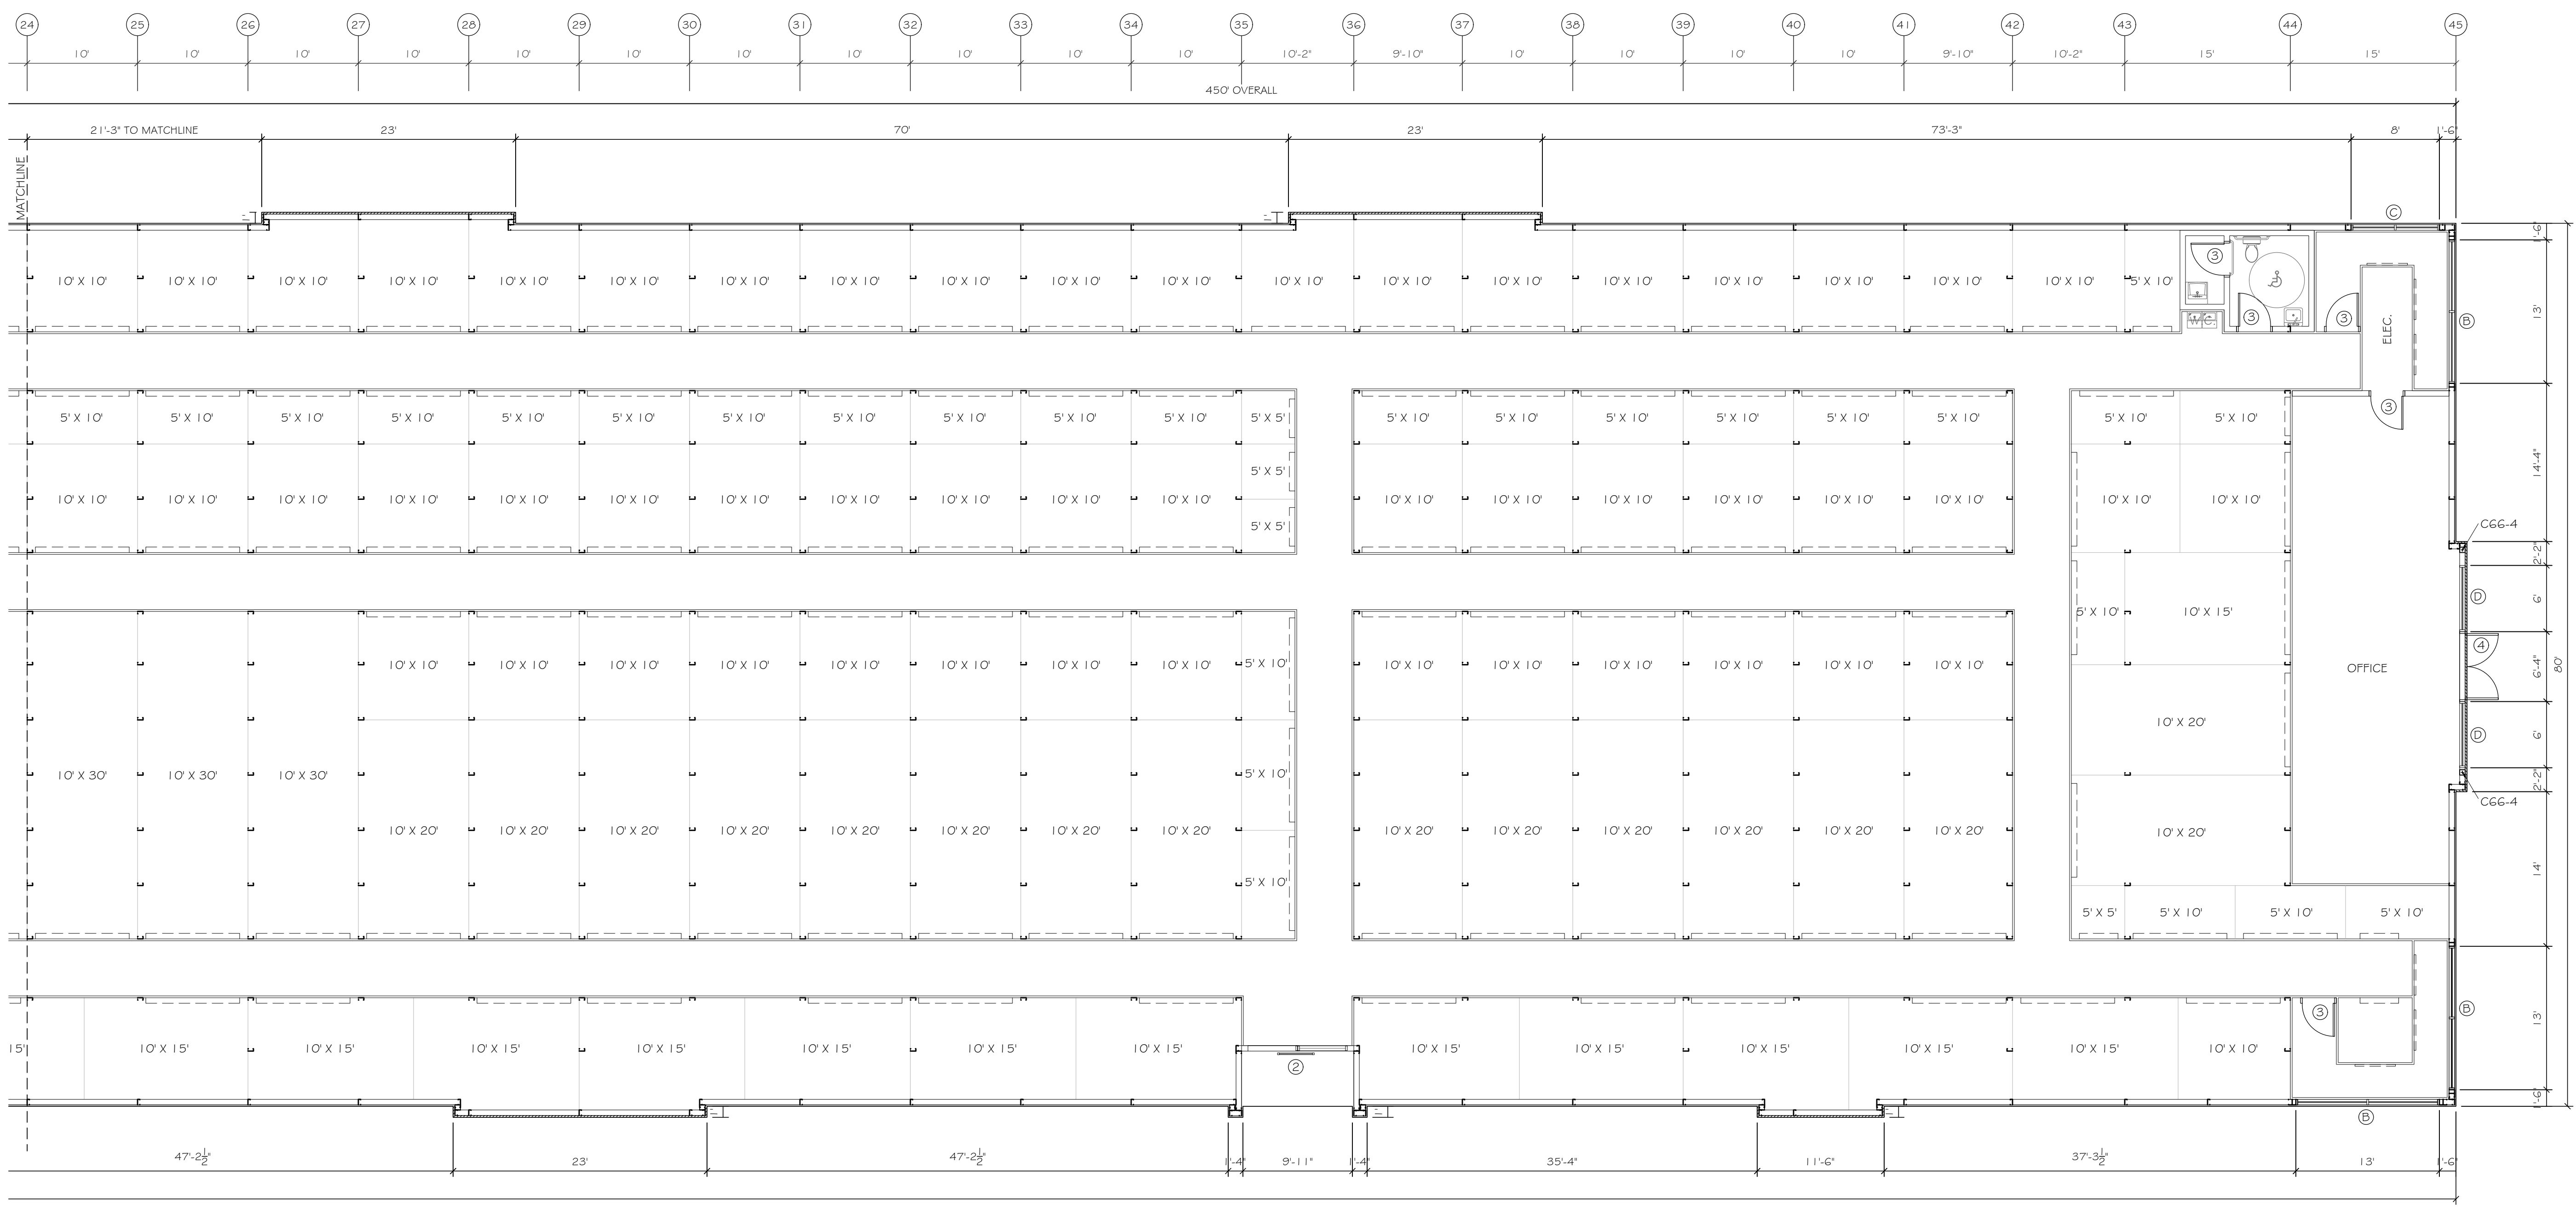 24 25 26 27 28 29 30 31 32 33 34 35 36 37 38 39 40 41 42 43 44 45
10' 10' 10' 10' 10' 10' 10' 10' 10' 10' 10' 10'-2" 9'-10" 10' 10' 10' 10' 9'-10" 10'-2" 15' 15'
450' OVERALL
21'-3" TO MATCHLINE 23' 70' 23' 73'-3" 8' 1'-6"
MATCHLINE
1' 1' C
1'-6"
3
10' X 10' 10' X 10' 10' X 10' 10' X 10' 10' X 10' 10' X 10' 10' X 10' 10' X 10' 10' X 10' 10' X 10' 10' X 10' 10' X 10' 10' X 10' 10' X 10' 10' X 10' 10' X 10' 10' X 10' 10' X 10' 10' X 10' 5' X 10'
13'
W.C. 3 3 ELEC. B
3
5' X 10' 5' X 10' 5' X 10' 5' X 10' 5' X 10' 5' X 10' 5' X 10' 5' X 10' 5' X 10' 5' X 10' 5' X 10' 5' X 5' 5' X 10' 5' X 10' 5' X 10' 5' X 10' 5' X 10' 5' X 10' 5' X 10' 5' X 10'
5' X 5' 14'-4"
10' X 10' 10' X 10' 10' X 10' 10' X 10' 10' X 10' 10' X 10' 10' X 10' 10' X 10' 10' X 10' 10' X 10' 10' X 10' 10' X 10' 10' X 10' 10' X 10' 10' X 10' 10' X 10' 10' X 10' 10' X 10' 10' X 10'
5' X 5' C66-4
2'-2"
D 6'
5' X 10' 10' X 15'
4
10' X 10' 10' X 10' 10' X 10' 10' X 10' 10' X 10' 10' X 10' 10' X 10' 10' X 10' 5' X 10' 10' X 10' 10' X 10' 10' X 10' 10' X 10' 10' X 10' 10' X 10' OFFICE 6'-4" 80'
10' X 20'
D 6'
10' X 30' 10' X 30' 10' X 30' 5' X 10' 2'-2"
C66-4
10' X 20' 10' X 20' 10' X 20' 10' X 20' 10' X 20' 10' X 20' 10' X 20' 10' X 20' 10' X 20' 10' X 20' 10' X 20' 10' X 20' 10' X 20' 10' X 20' 10' X 20'
5' X 10' 14'
5' X 5' 5' X 10' 5' X 10' 5' X 10'
B 13'
3
15' 10' X 15' 10' X 15' 10' X 15' 10' X 15' 10' X 15' 10' X 15' 10' X 15' 10' X 15' 10' X 15' 10' X 15' 10' X 15' 10' X 15' 10' X 10'
2
1'-6"
1' 1' 1' B
47'-2½" 23' 47'-2½" 1'-4" 9'-11" 1'-4" 35'-4" 11'-6" 37'-3½" 13' 1'-6"